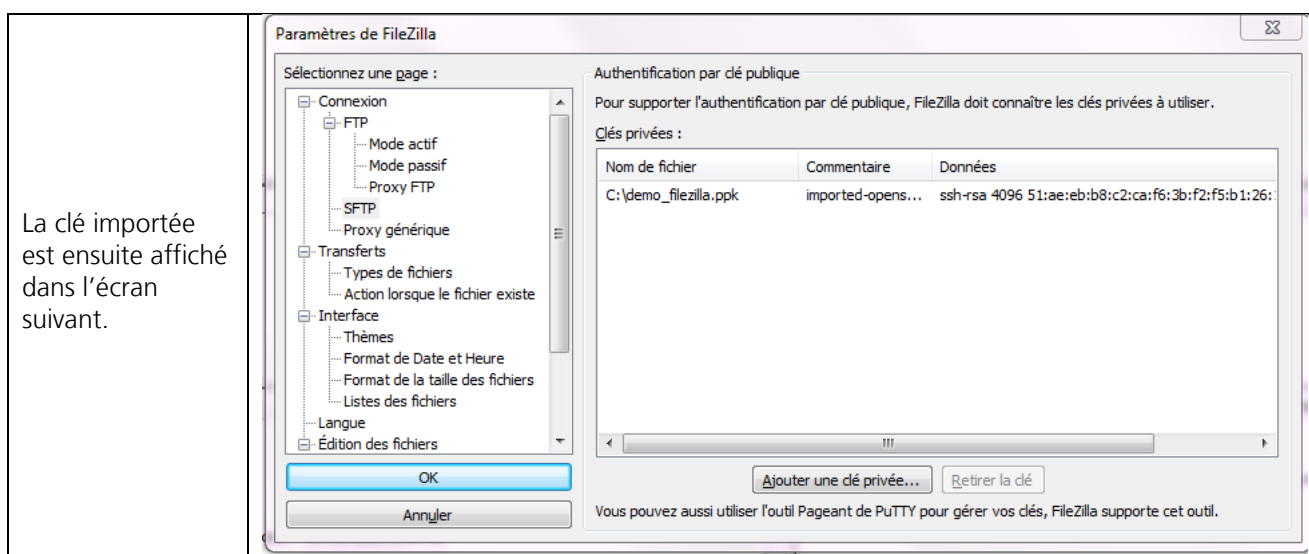 La clé importée
est ensuite affiché
dans l’écran
suivant.
Paramètres de FileZilla
Sélectionnez une page :
Connexion
FTP
Mode actif
Mode passif
Proxy FTP
SFTP
Proxy générique
Transferts
Types de fichiers
Action lorsque le fichier existe
Interface
Thèmes
Format de Date et Heure
Format de la taille des fichiers
Listes des fichiers
Langue
Édition des fichiers
OK
Annuler
Authentification par clé publique
Pour supporter l'authentification par clé publique, FileZilla doit connaître les clés privées à utiliser.
Clés privées :
Nom de fichier Commentaire Données
C:\demo_filezilla.ppk imported-opens... ssh-rsa 4096 51:ae:eb:b8:c2:ca:f6:3b:f2:f5:b1:26:
Ajouter une clé privée... Retirer la clé
Vous pouvez aussi utiliser l'outil Pageant de PuTTY pour gérer vos clés, FileZilla supporte cet outil.